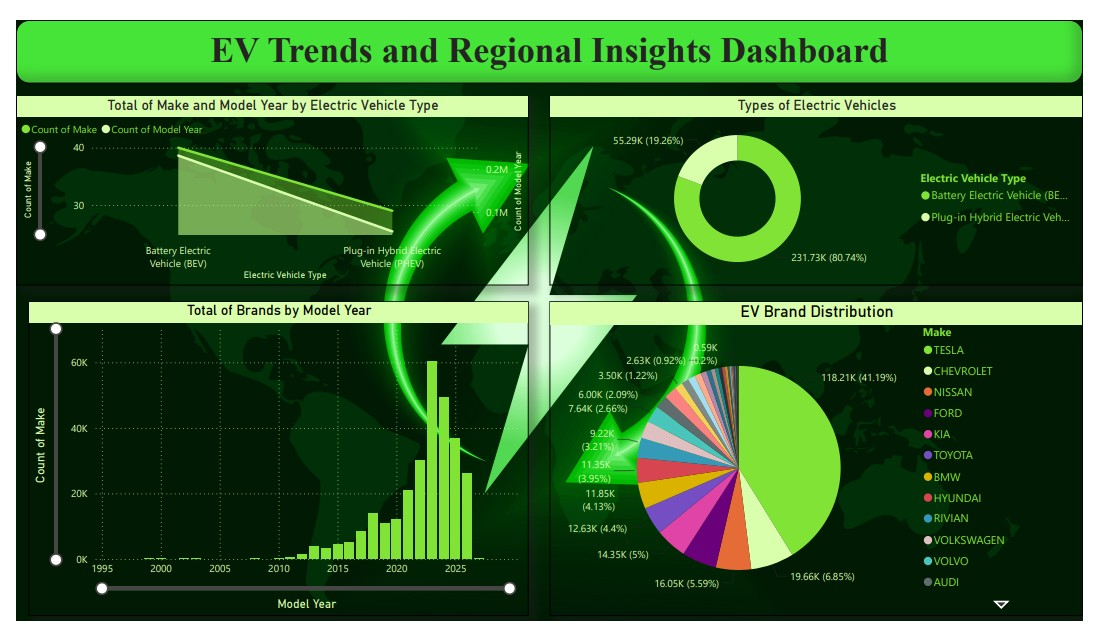 EV Trends and Regional Insights Dashboard
Total of Make and Model Year by Electric Vehicle Type
Count of Make Count of Model Year
40
30
Count of Make
0.2M
0.1M
Count of Model Year
Battery Electric
Vehicle (BEV)
Plug-in Hybrid Electric
Vehicle (PHEV)
Electric Vehicle Type
Types of Electric Vehicles
55.29K (19.26%)
231.73K (80.74%)
Electric Vehicle Type
Battery Electric Vehicle (BE...
Plug-in Hybrid Electric Veh...
Total of Brands by Model Year
60K
40K
20K
0K
Count of Make
1995 2000 2005 2010 2015 2020 2025
Model Year
EV Brand Distribution
0.59K
(0.2%)
2.63K (0.92%)
3.50K (1.22%)
6.00K (2.09%)
7.64K (2.66%)
9.22K
(3.21%)
11.35K
(3.95%)
11.85K
(4.13%)
12.63K (4.4%)
14.35K (5%)
16.05K (5.59%)
19.66K (6.85%)
118.21K (41.19%)
Make
TESLA
CHEVROLET
NISSAN
FORD
KIA
TOYOTA
BMW
HYUNDAI
RIVIAN
VOLKSWAGEN
VOLVO
AUDI